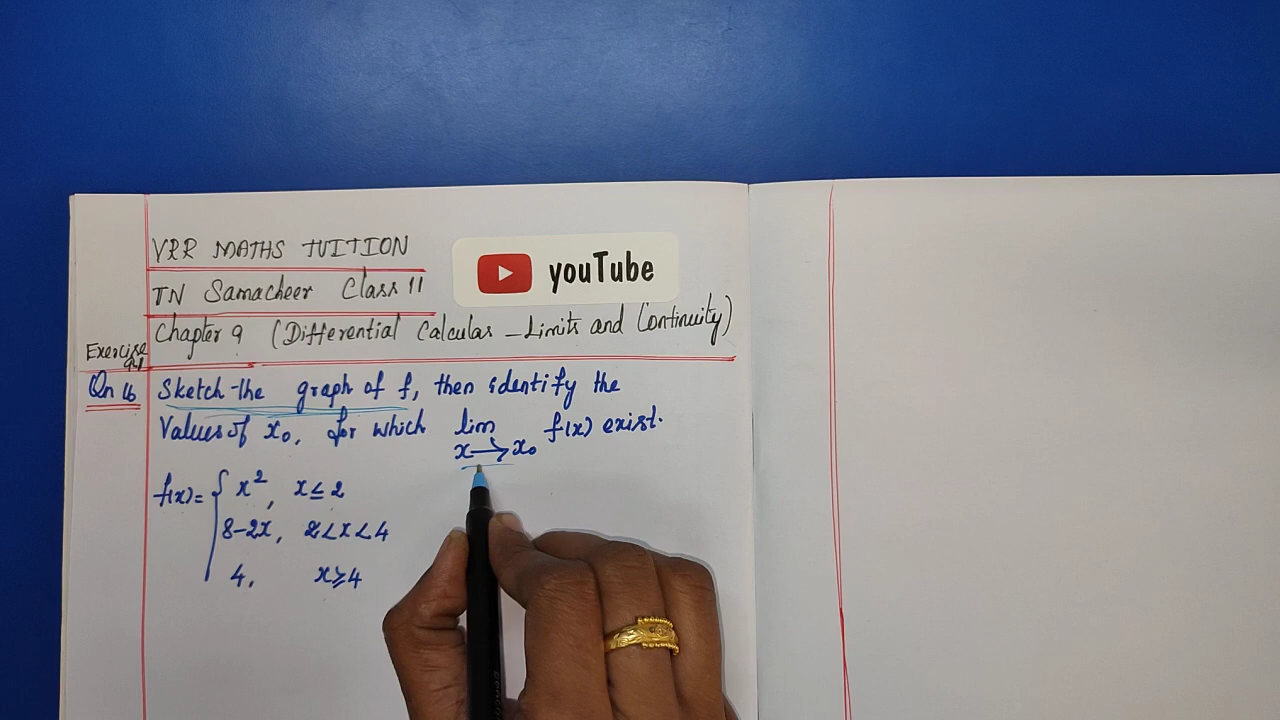 VRR MATHS TUITION
youTube
TN Samacheer Class 11
Chapter 9 (Differential Calculas - Limits and Continuity)
Exercise 9.1
Qn 16 Sketch the graph of f, then identify the
Values of x₀, for which lim f(x) exist.
x→x₀
f(x) = { x², x≤2
8-2x, 2<x<4
4, x≥4